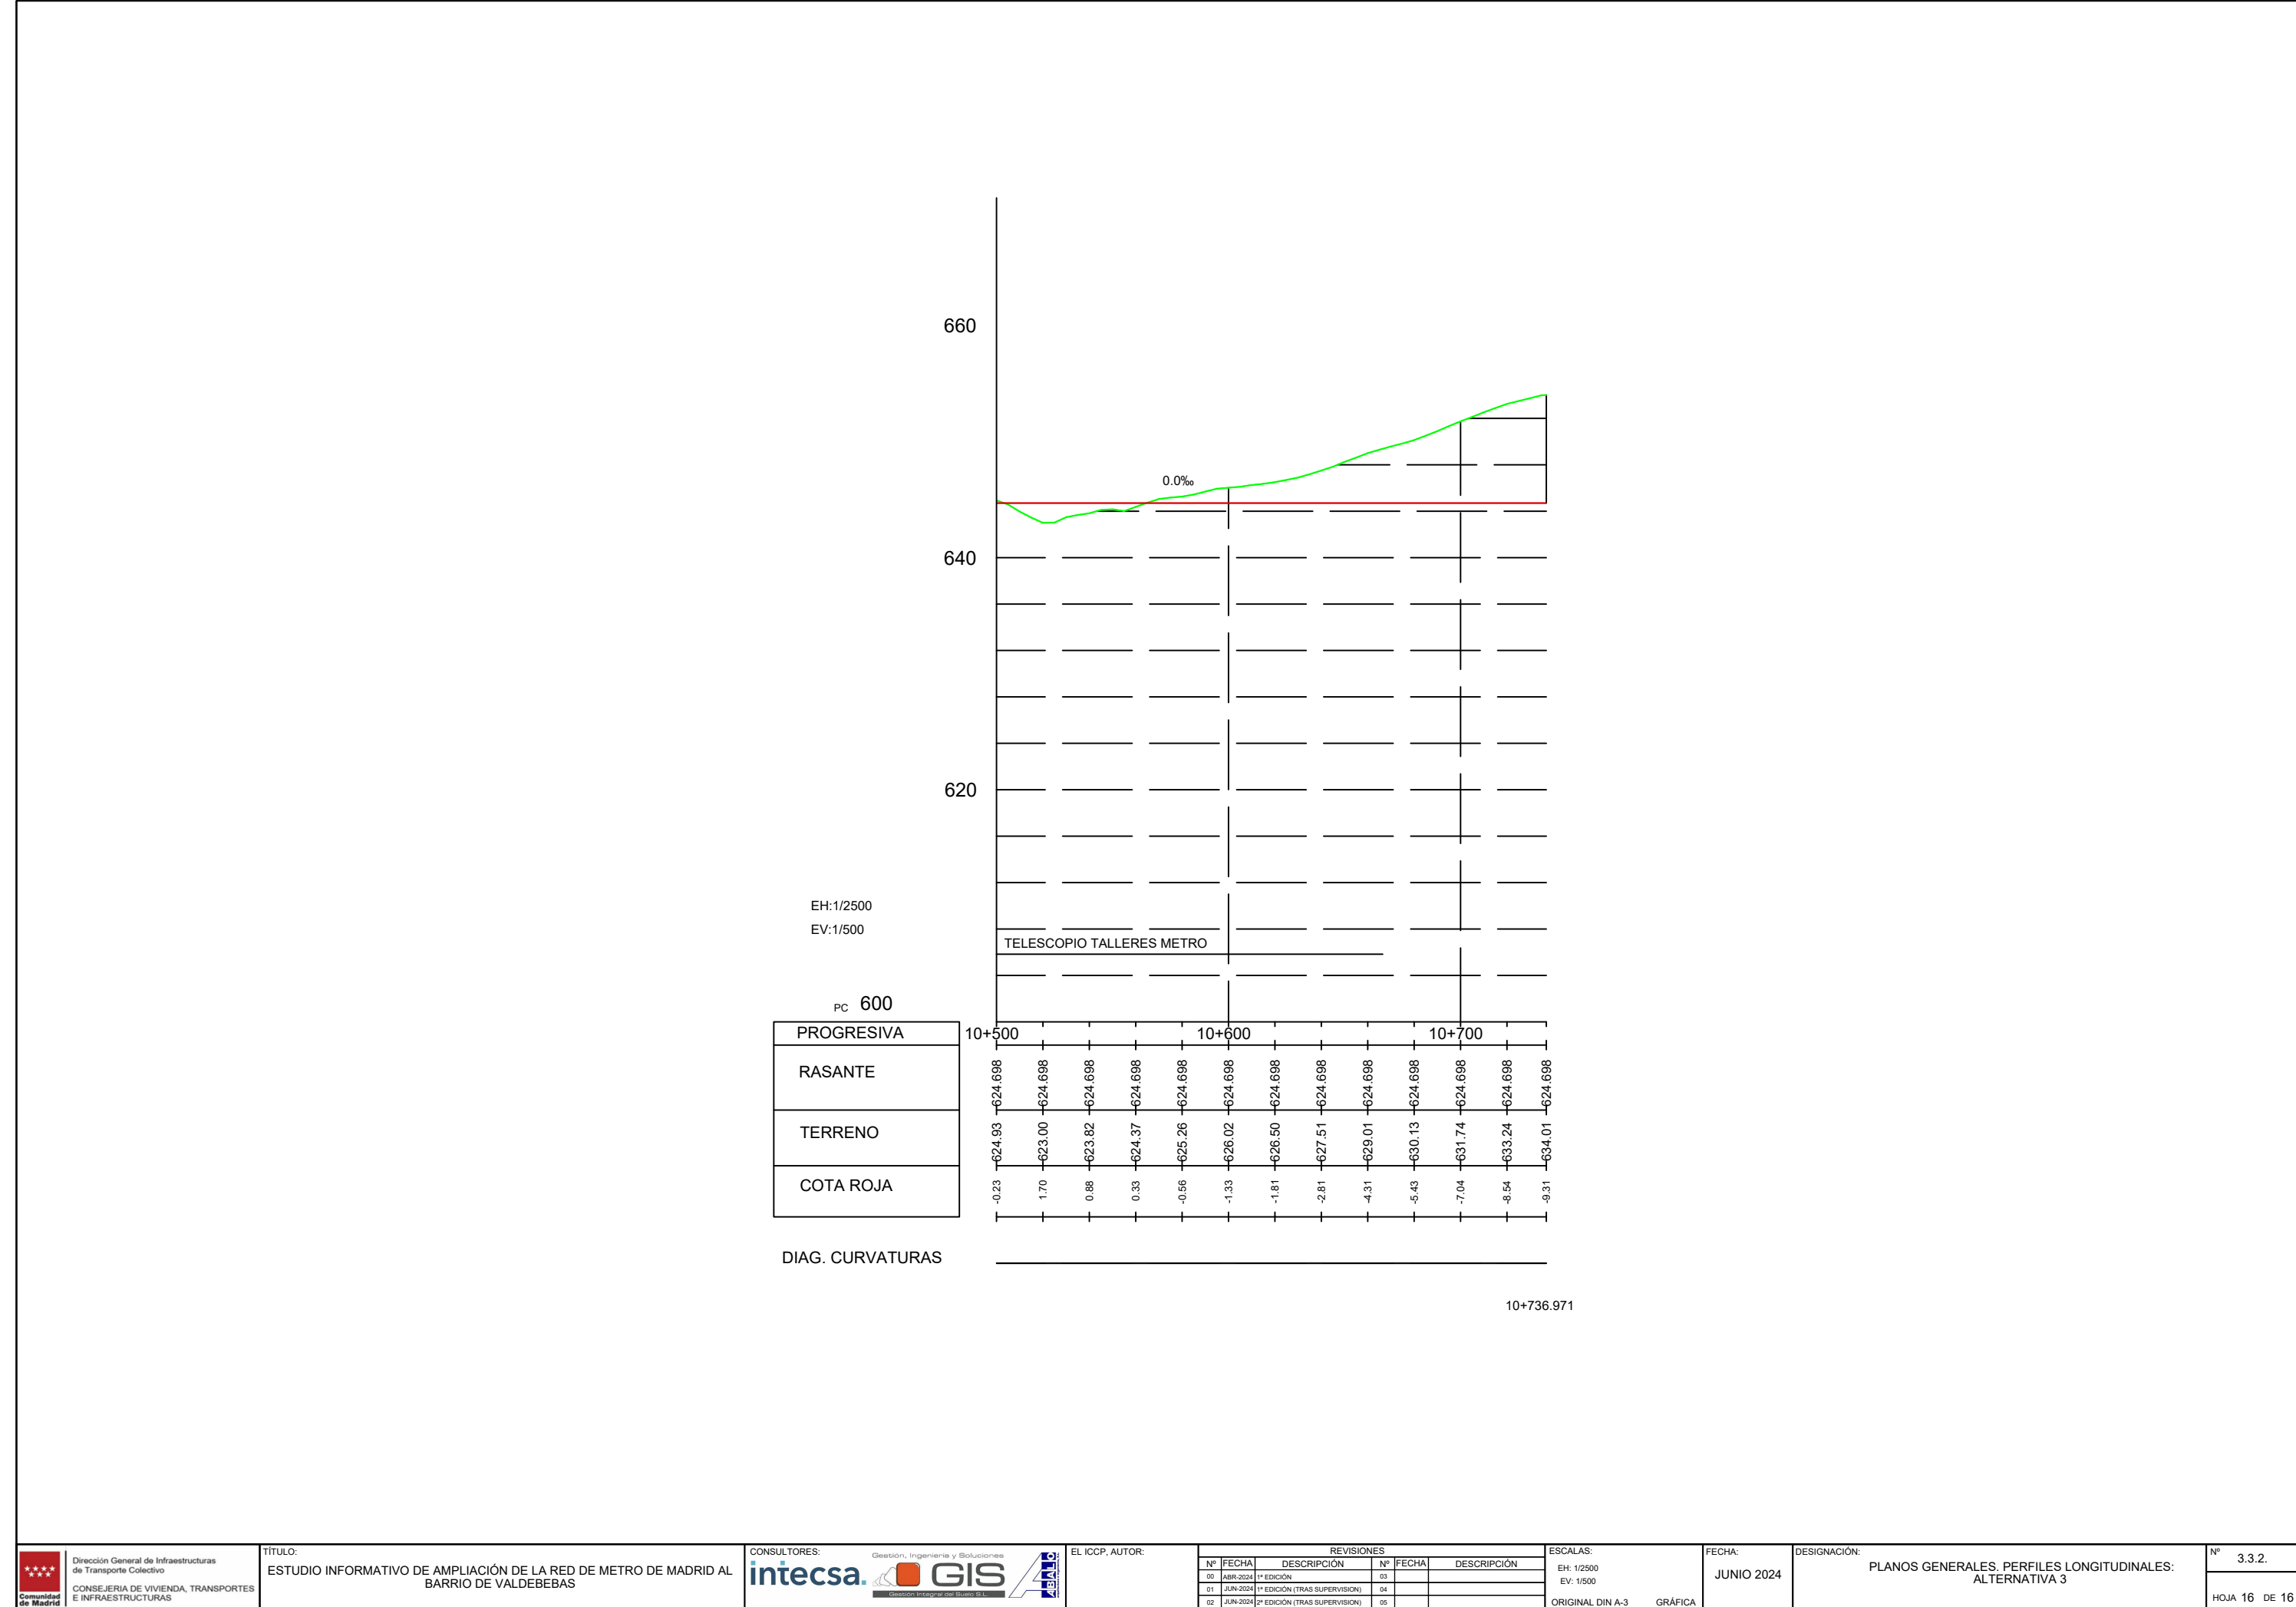 660
0.0‰
640
620
EH:1/2500
EV:1/500
TELESCOPIO TALLERES METRO
PC 600
PROGRESIVA 10+500 10+600 10+700
RASANTE 624.698 624.698 624.698 624.698 624.698 624.698 624.698 624.698 624.698 624.698 624.698 624.698 624.698
TERRENO 624.93 623.00 623.82 624.37 625.26 626.02 626.50 627.51 629.01 630.13 631.74 633.24 634.01
COTA ROJA -0.23 1.70 0.88 0.33 -0.56 -1.33 -1.81 -2.81 -4.31 -5.43 -7.04 -8.54 -9.31
DIAG. CURVATURAS
10+736.971
Comunidad
de Madrid
Dirección General de Infraestructuras
de Transporte Colectivo
CONSEJERIA DE VIVIENDA, TRANSPORTES
E INFRAESTRUCTURAS
TÍTULO:
ESTUDIO INFORMATIVO DE AMPLIACIÓN DE LA RED DE METRO DE MADRID AL
BARRIO DE VALDEBEBAS
CONSULTORES:
intecsa.
Gestión, Ingeniería y Soluciones
GIS
Gestión Integral del Suelo S.L.
ABALO
EL ICCP, AUTOR:
REVISIONES
Nº FECHA DESCRIPCIÓN Nº FECHA DESCRIPCIÓN
00 ABR-2024 1ª EDICIÓN 03
01 JUN-2024 1ª EDICIÓN (TRAS SUPERVISION) 04
02 JUN-2024 2ª EDICIÓN (TRAS SUPERVISION) 05
ESCALAS:
EH: 1/2500
EV: 1/500
ORIGINAL DIN A-3 GRÁFICA
FECHA:
JUNIO 2024
DESIGNACIÓN:
PLANOS GENERALES. PERFILES LONGITUDINALES:
ALTERNATIVA 3
Nº
3.3.2.
HOJA 16 DE 16